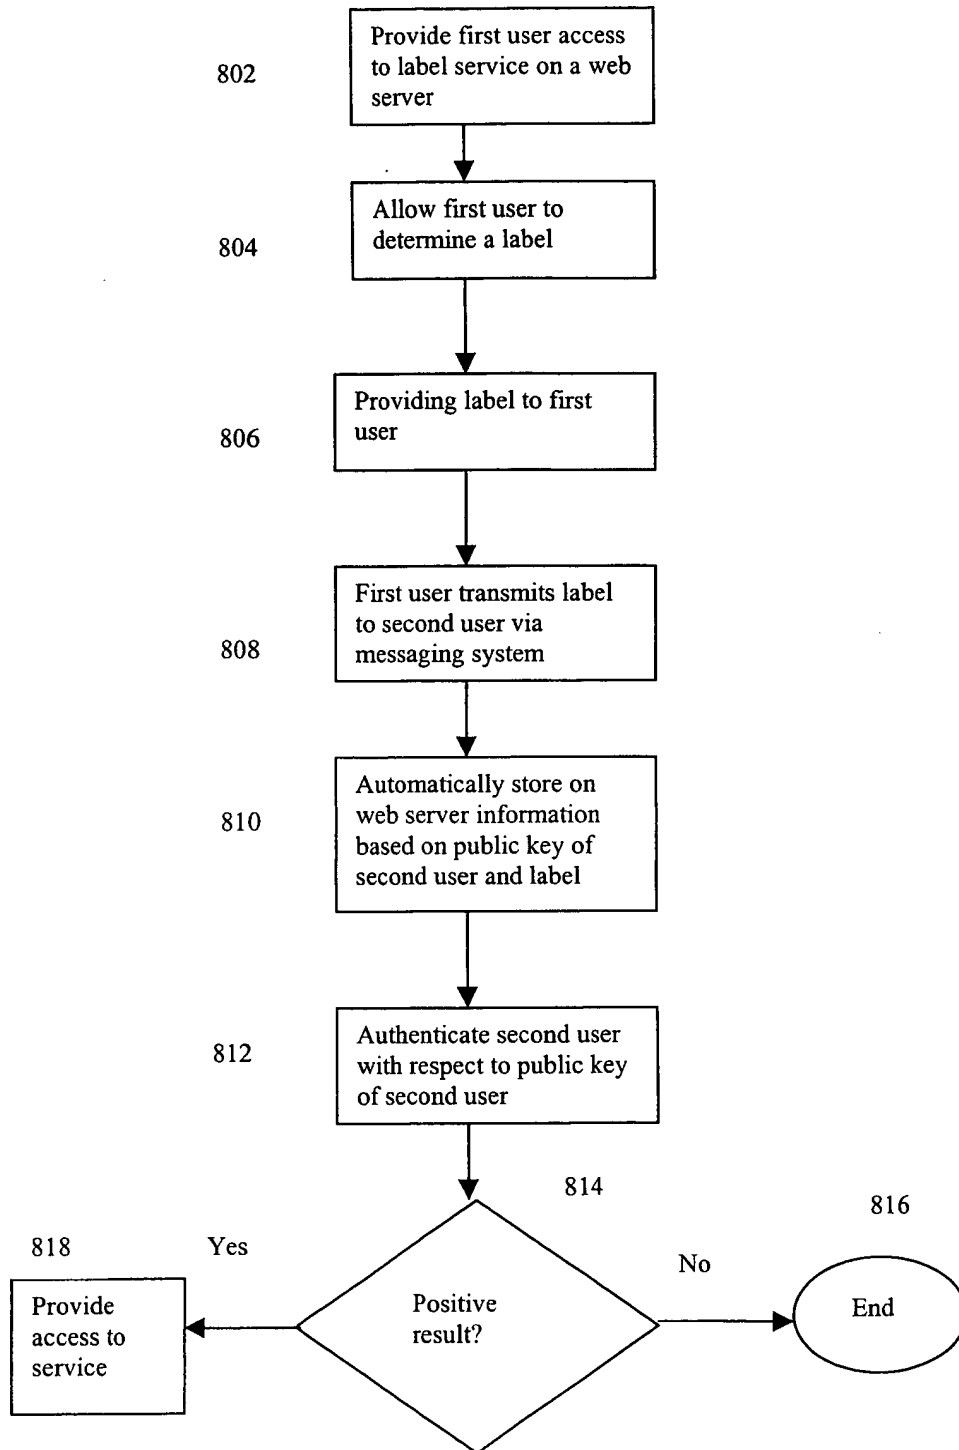 802
Provide first user access
to label service on a web
server
804
Allow first user to
determine a label
806
Providing label to first
user
808
First user transmits label
to second user via
messaging system
810
Automatically store on
web server information
based on public key of
second user and label
812
Authenticate second user
with respect to public key
of second user
814
816
818
Yes
No
Provide
access to
service
Positive
result?
End